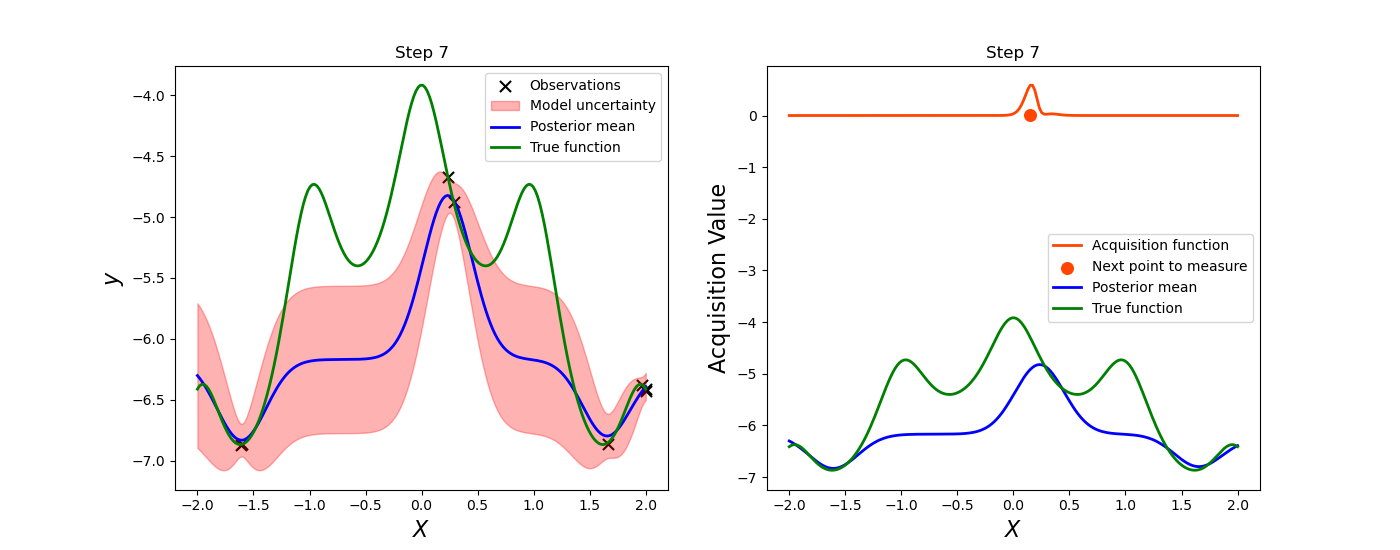 Step 7
−4.0
−4.5
−5.0
−5.5
−6.0
−6.5
−7.0
y
Observations
Model uncertainty
Posterior mean
True function
−2.0 −1.5 −1.0 −0.5 0.0 0.5 1.0 1.5 2.0
X
Step 7
0
−1
−2
−3
−4
−5
−6
−7
Acquisition Value
Acquisition function
Next point to measure
Posterior mean
True function
−2.0 −1.5 −1.0 −0.5 0.0 0.5 1.0 1.5 2.0
X